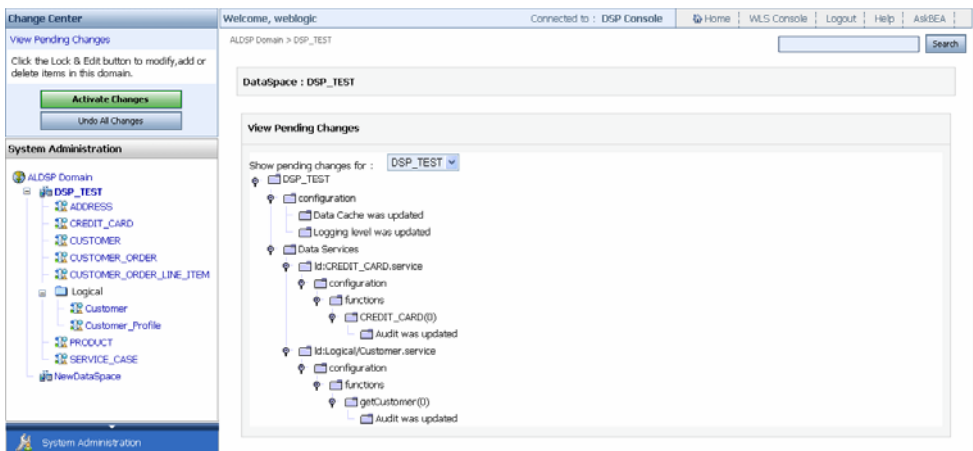 Change Center
View Pending Changes
Click the Lock & Edit button to modify,add or
delete items in this domain.
Activate Changes
Undo All Changes
System Administration
ALDSP Domain
DSP_TEST
ADDRESS
CREDIT_CARD
CUSTOMER
CUSTOMER_ORDER
CUSTOMER_ORDER_LINE_ITEM
Logical
Customer
Customer_Profile
PRODUCT
SERVICE_CASE
NewDataSpace
System Administration
Welcome, weblogic
Connected to : DSP Console
Home
WLS Console
Logout
Help
AskBEA
ALDSP Domain > DSP_TEST
Search
DataSpace : DSP_TEST
View Pending Changes
Show pending changes for : DSP_TEST
DSP_TEST
configuration
Data Cache was updated
Logging level was updated
Data Services
ld:CREDIT_CARD.service
configuration
functions
CREDIT_CARD(0)
Audit was updated
ld:Logical/Customer.service
configuration
functions
getCustomer(0)
Audit was updated